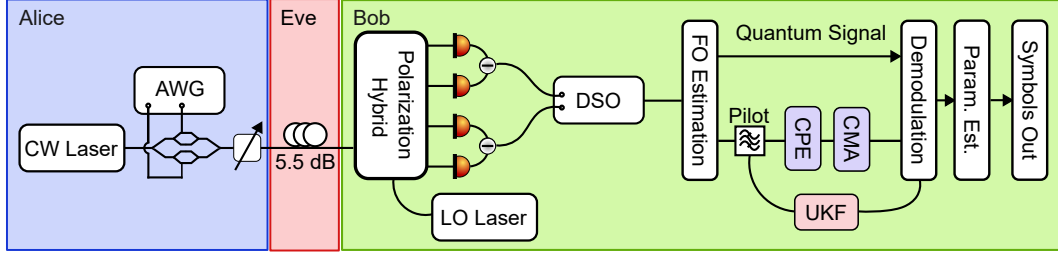 Alice
Eve
Bob
AWG
CW Laser
5.5 dB
Polarization
Hybrid
LO Laser
DSO
FO Estimation
Quantum Signal
Pilot
CPE
CMA
UKF
Demodulation
Param. Est.
Symbols Out